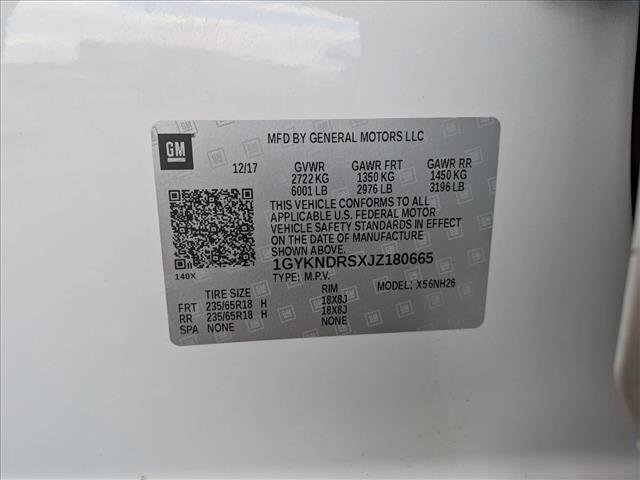 GM
MFD BY GENERAL MOTORS LLC
12/17 GVWR GAWR FRT GAWR RR
2722 KG 1350 KG 1450 KG
6001 LB 2976 LB 3196 LB
THIS VEHICLE CONFORMS TO ALL
APPLICABLE U.S. FEDERAL MOTOR
VEHICLE SAFETY STANDARDS IN EFFECT
ON THE DATE OF MANUFACTURE
SHOWN ABOVE.
1GYKNDRSXJZ180665
140X
TYPE: M.P.V. MODEL: X56NH26
TIRE SIZE RIM
FRT 235/65R18 H 18X8J
RR 235/65R18 H 18X8J
SPA NONE NONE